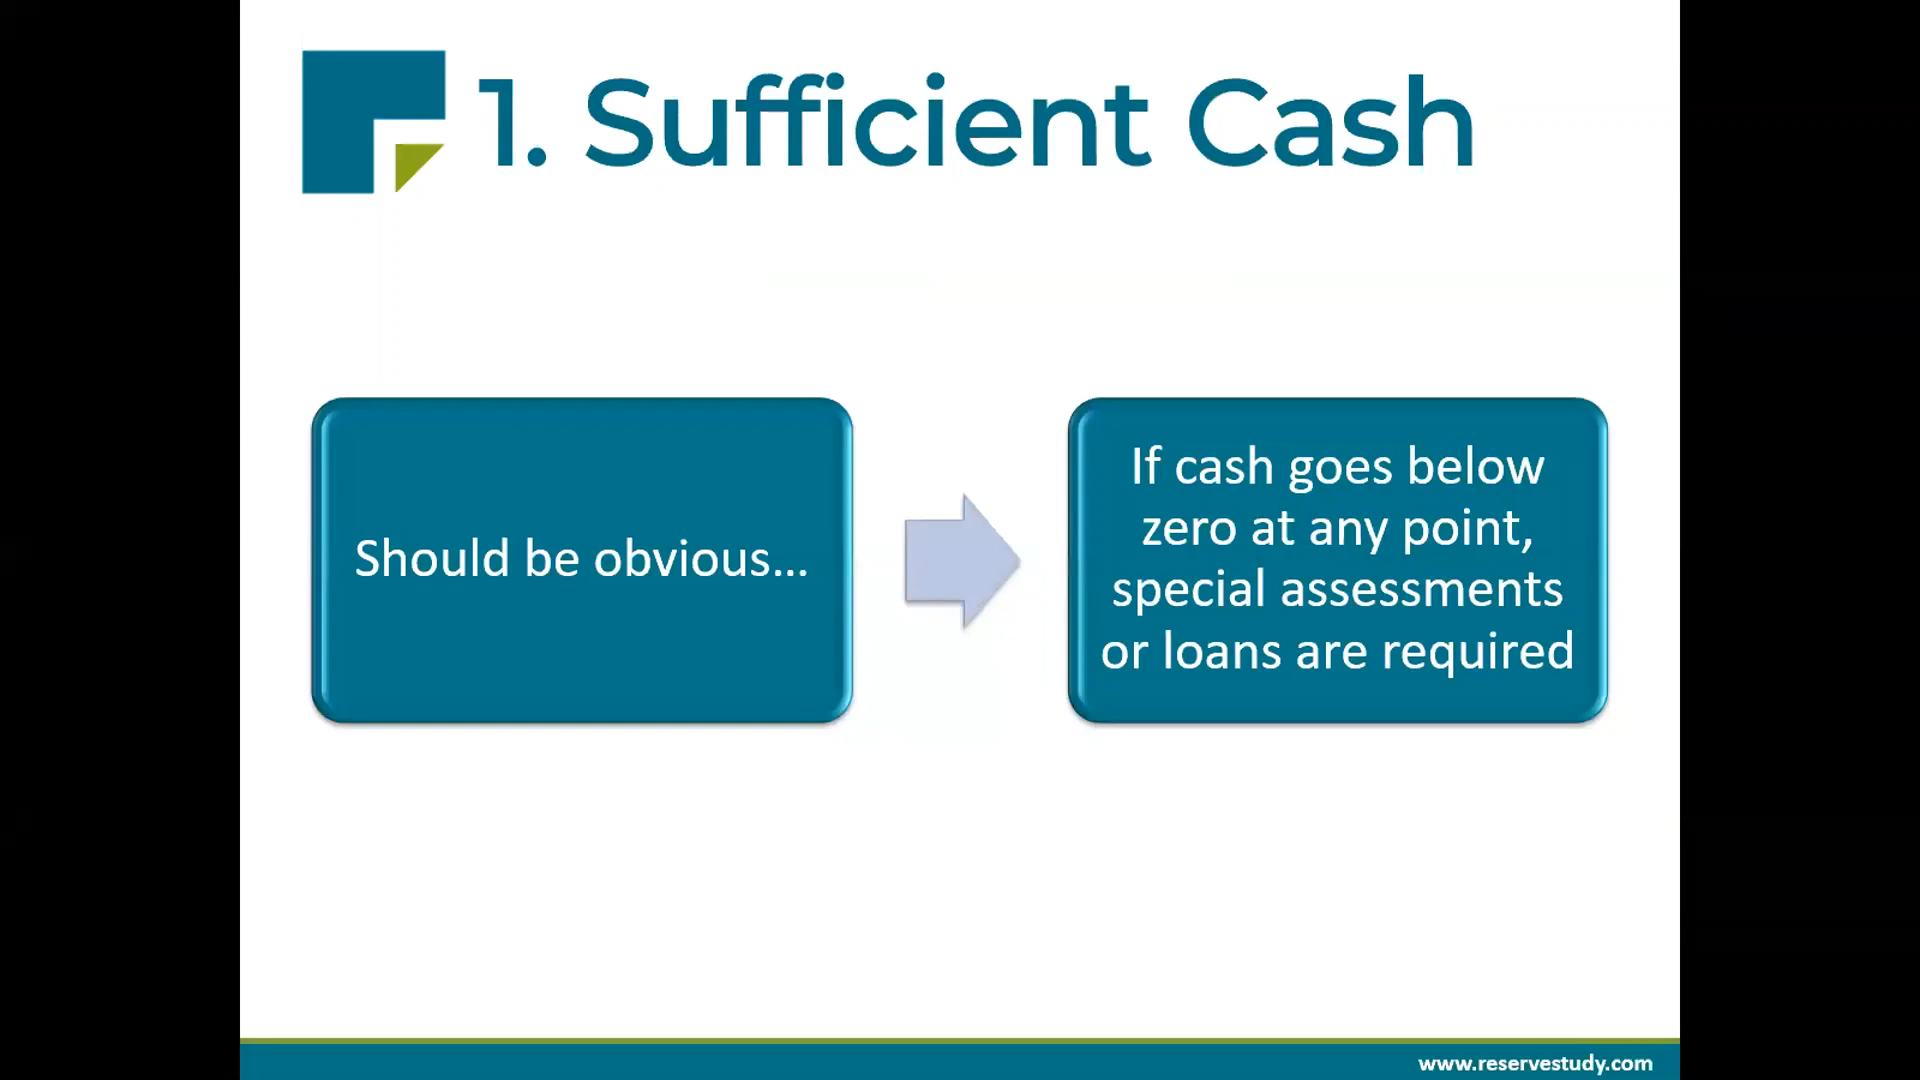 1. Sufficient Cash
Should be obvious...
If cash goes below
zero at any point,
special assessments
or loans are required
www.reservestudy.com